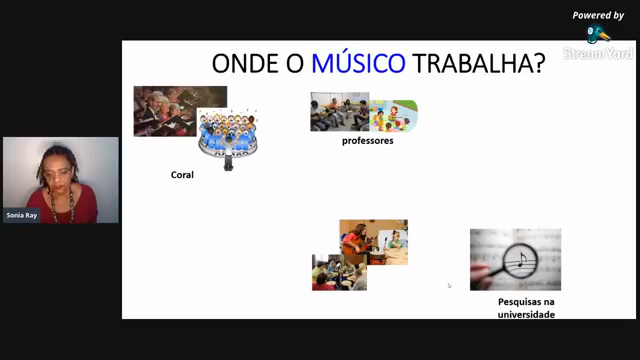 Powered by
StreamYard
ONDE O MÚSICO TRABALHA?
professores
Coral
Sonia Ray
Pesquisas na
universidade